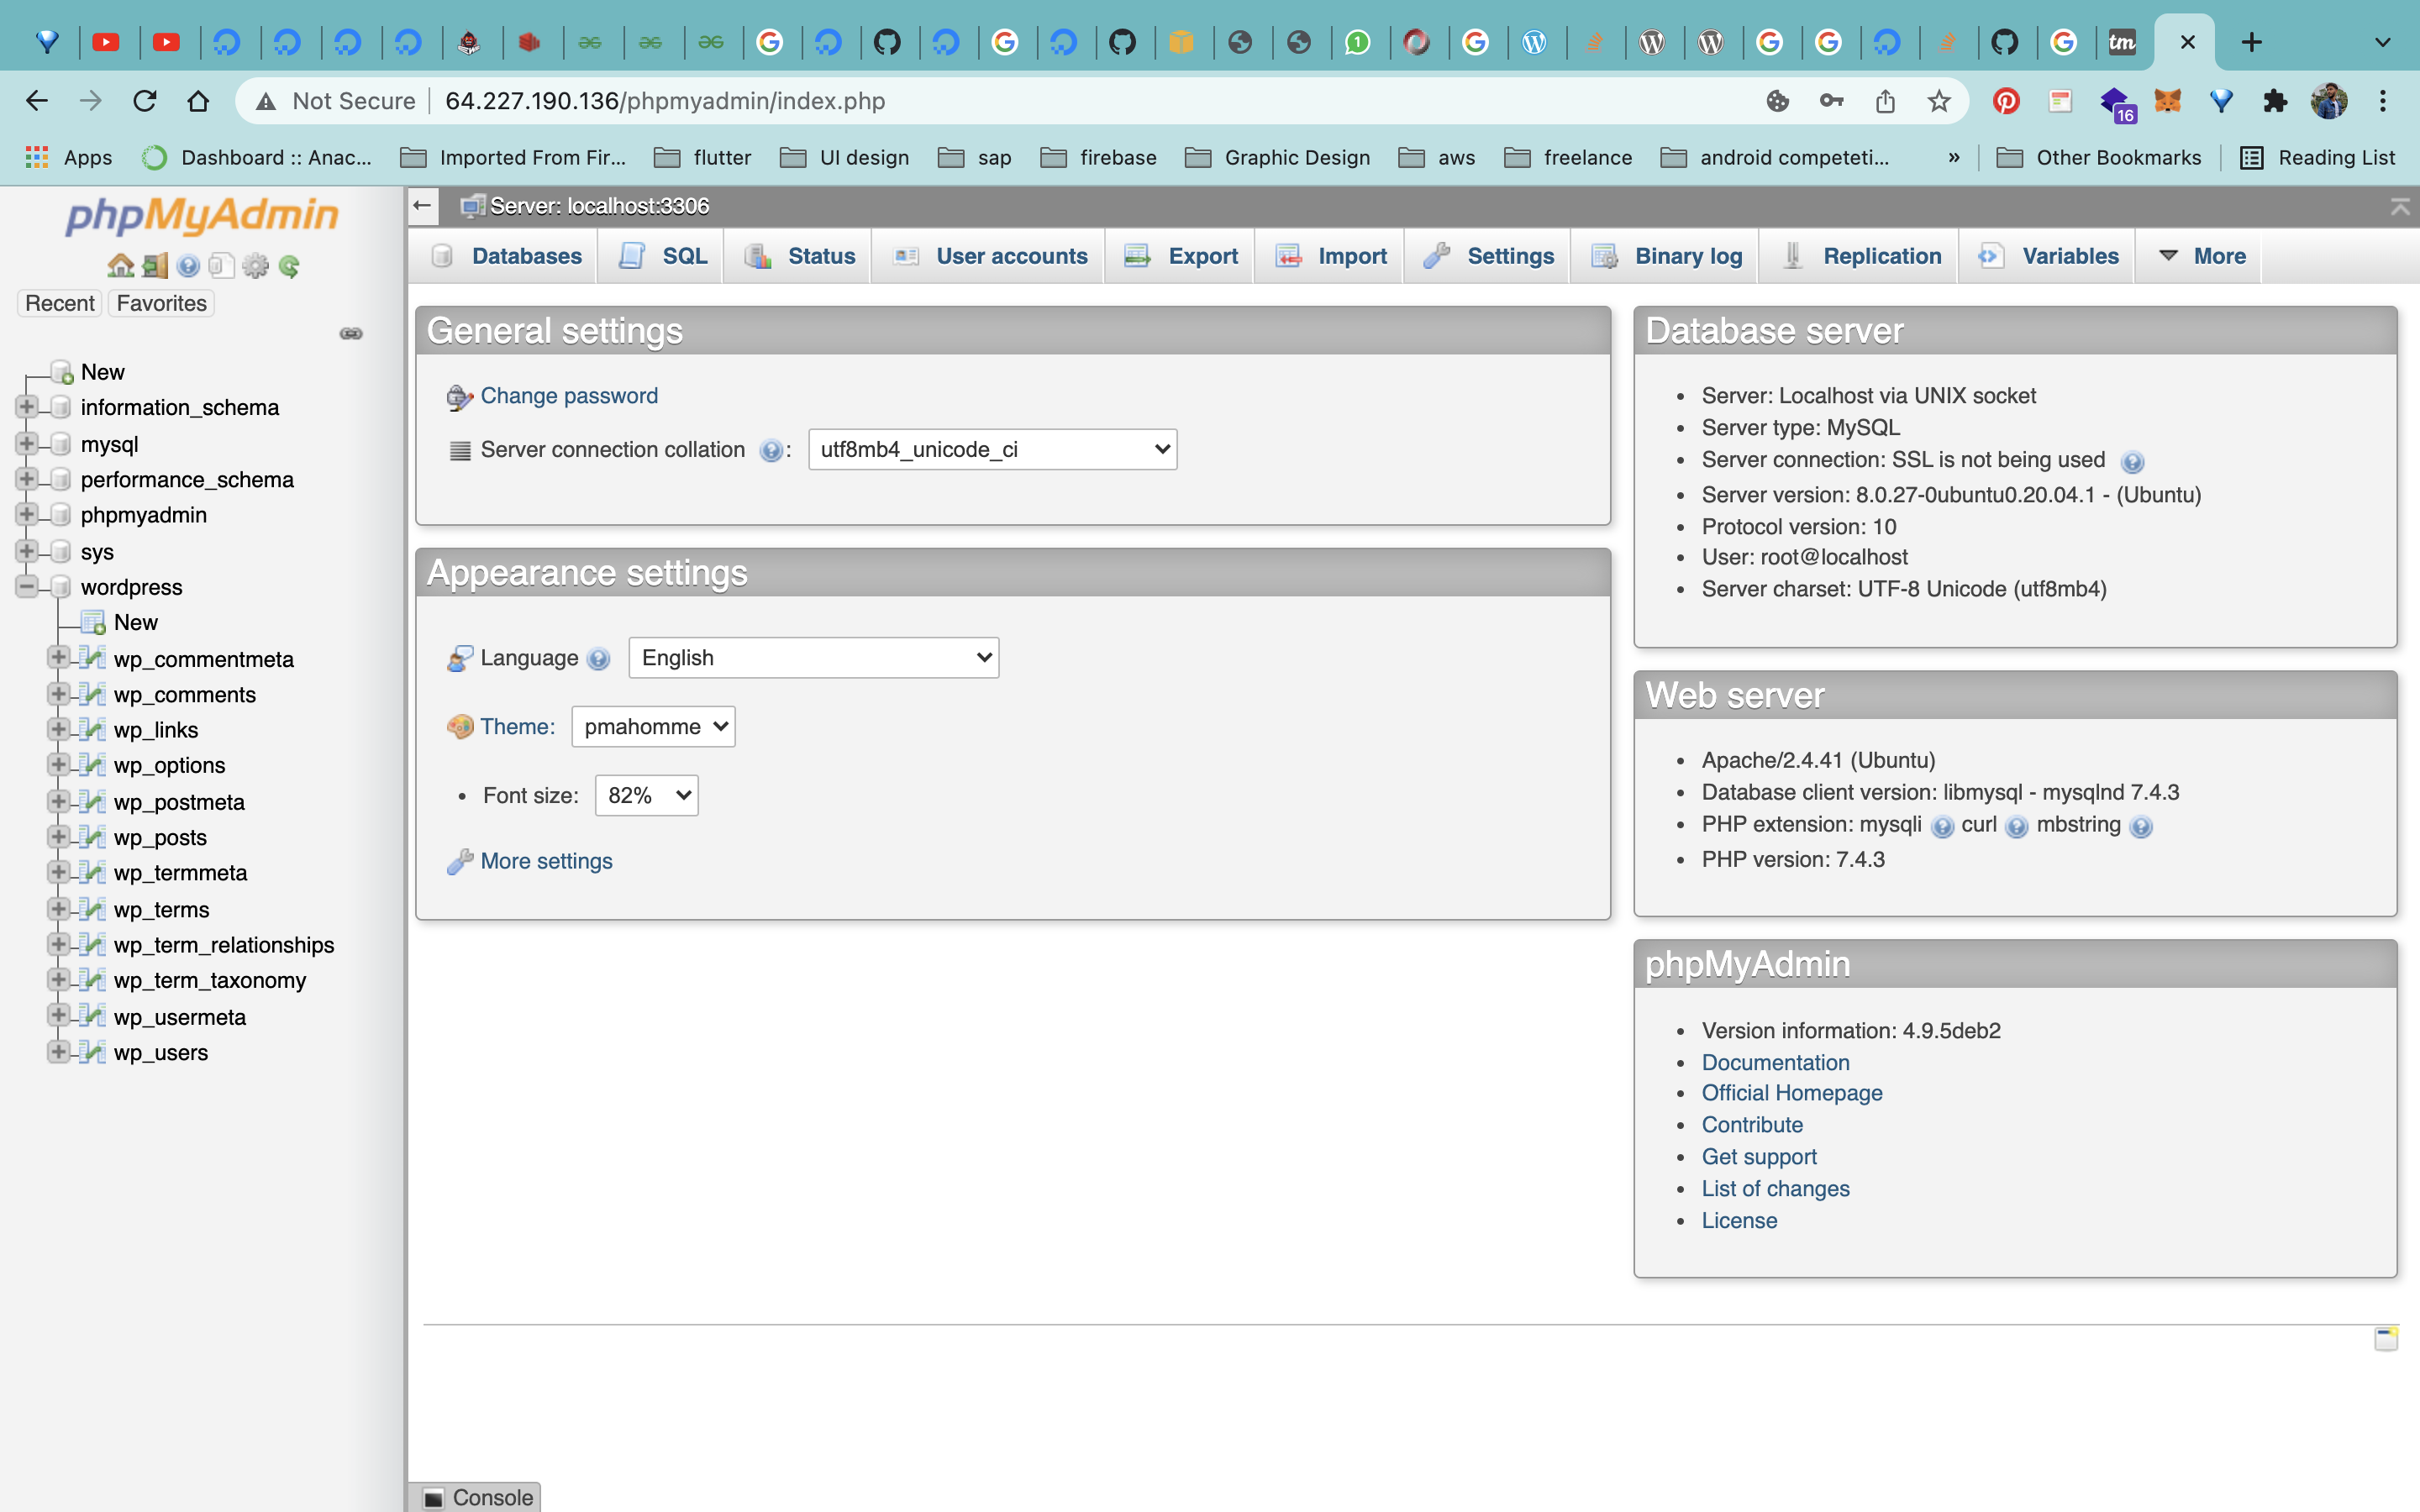 tm
Not Secure
64.227.190.136/phpmyadmin/index.php
16
1
Apps
Dashboard :: Anac...
Imported From Fir...
flutter
UI design
sap
firebase
Graphic Design
aws
freelance
android competeti...
»
Other Bookmarks
Reading List
phpMyAdmin
Recent
Favorites
New
information_schema
mysql
performance_schema
phpmyadmin
sys
wordpress
New
wp_commentmeta
wp_comments
wp_links
wp_options
wp_postmeta
wp_posts
wp_termmeta
wp_terms
wp_term_relationships
wp_term_taxonomy
wp_usermeta
wp_users
Server: localhost:3306
Databases
SQL
Status
User accounts
Export
Import
Settings
Binary log
Replication
Variables
More
General settings
Change password
Server connection collation :
utf8mb4_unicode_ci
Appearance settings
Language
English
Theme:
pmahomme
• Font size:
82%
More settings
Database server
• Server: Localhost via UNIX socket
• Server type: MySQL
• Server connection: SSL is not being used
• Server version: 8.0.27-0ubuntu0.20.04.1 - (Ubuntu)
• Protocol version: 10
• User: root@localhost
• Server charset: UTF-8 Unicode (utf8mb4)
Web server
• Apache/2.4.41 (Ubuntu)
• Database client version: libmysql - mysqlnd 7.4.3
• PHP extension: mysqli curl mbstring
• PHP version: 7.4.3
phpMyAdmin
• Version information: 4.9.5deb2
• Documentation
• Official Homepage
• Contribute
• Get support
• List of changes
• License
Console